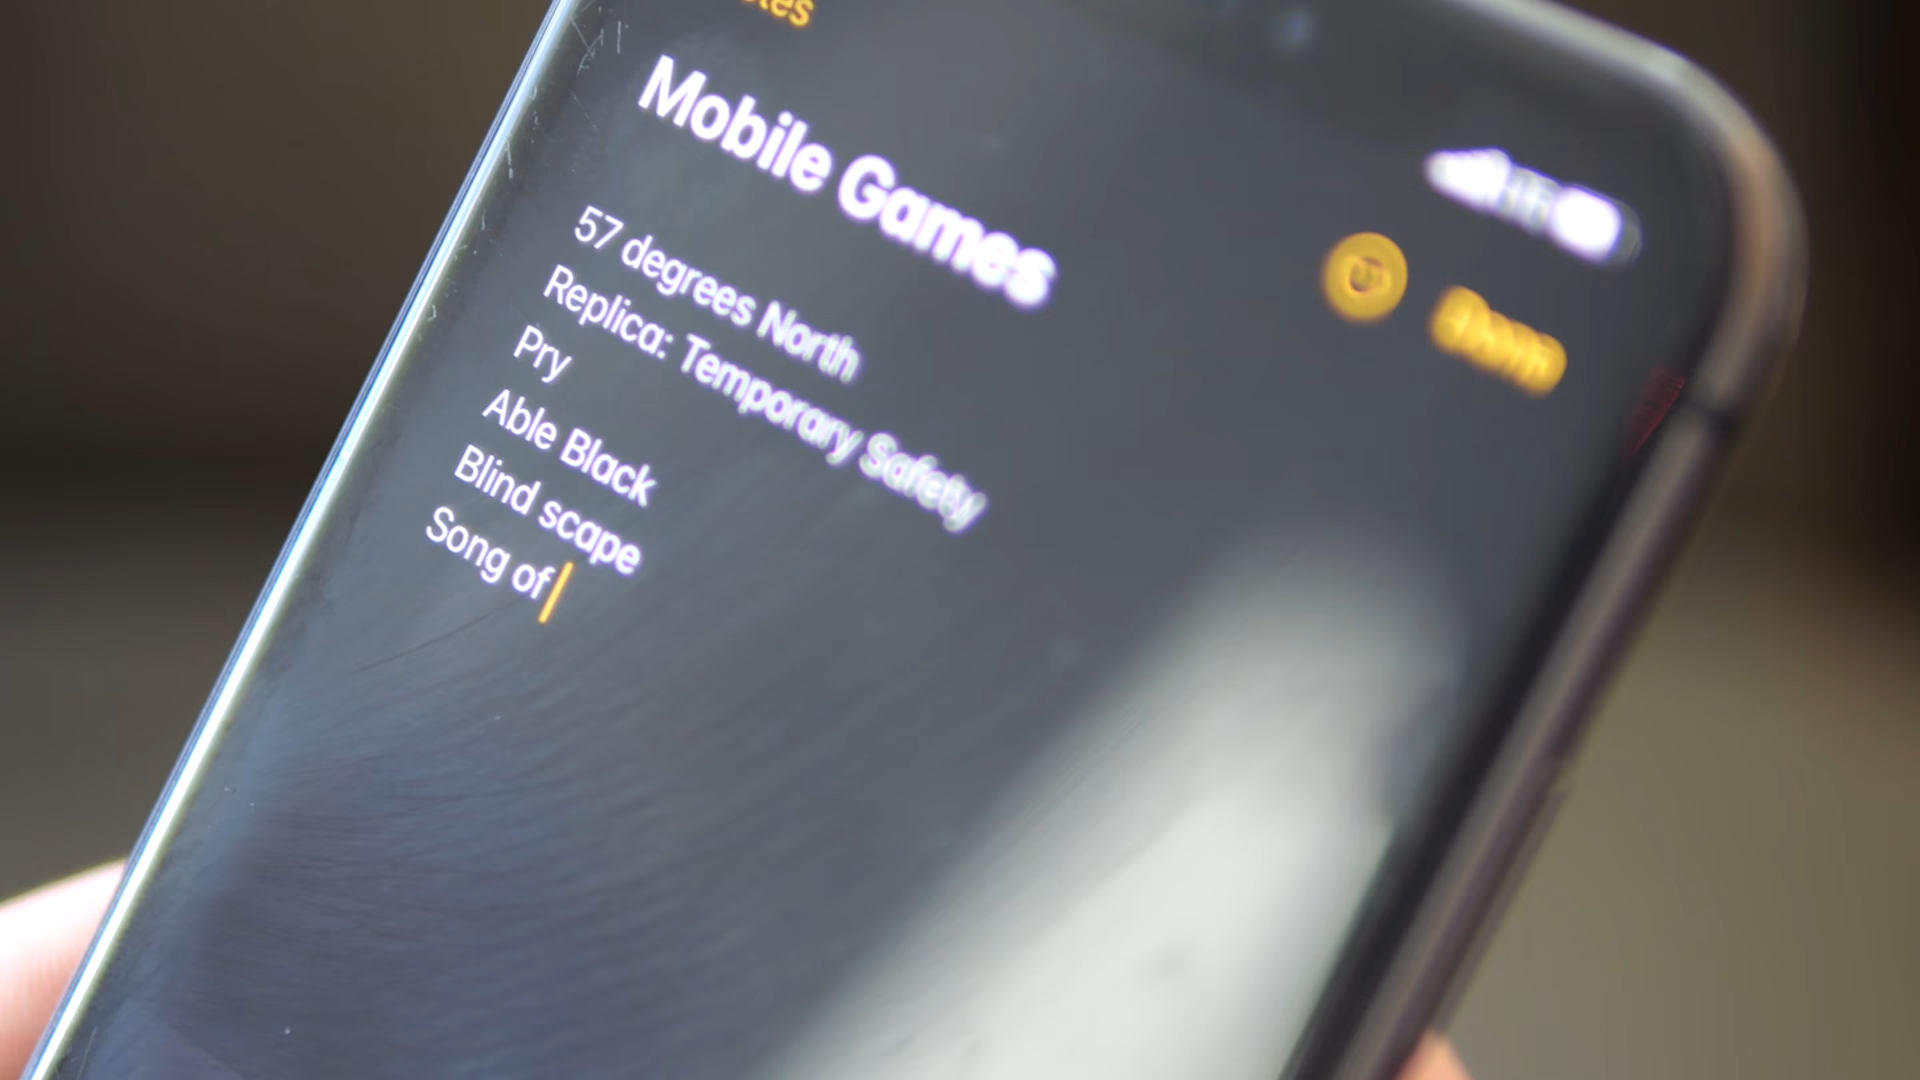 Mobile Games
57 degrees North
Replica: Temporary Safety
Pry
Able Black
Blind scape
Song of